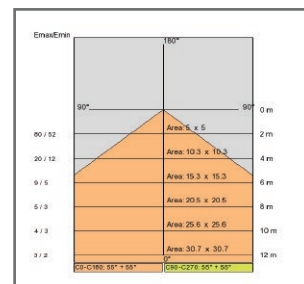 Emax/Emin
180°
90° 90°
0 m
80 / 52 Area: 5 x 5 2 m
20 / 12 Area: 10.3 x 10.3 4 m
9 / 5 Area: 15.3 x 15.3 6 m
5 / 3 Area: 20.5 x 20.5 8 m
4 / 3 Area: 25.6 x 25.6 10 m
3 / 2 Area: 30.7 x 30.7 12 m
0°
C0-C180: 55° + 55° C90-C270: 55° + 55°